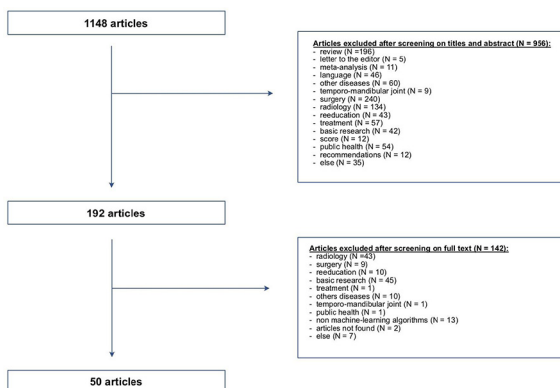 1148 articles
Articles excluded after screening on titles and abstract (N = 956):
- review (N =196)
- letter to the editor (N = 5)
- meta-analysis (N = 11)
- language (N = 46)
- other diseases (N = 60)
- temporo-mandibular joint (N = 9)
- surgery (N = 240)
- radiology (N = 134)
- reeducation (N = 43)
- treatment (N = 57)
- basic research (N = 42)
- score (N = 12)
- public health (N = 54)
- recommendations (N = 12)
- else (N = 35)
192 articles
Articles excluded after screening on full text (N = 142):
- radiology (N =43)
- surgery (N = 9)
- reeducation (N = 10)
- basic research (N = 45)
- treatment (N = 1)
- others diseases (N = 10)
- temporo-mandibular joint (N = 1)
- public health (N = 1)
- non machine-learning algorithms (N = 13)
- articles not found (N = 2)
- else (N = 7)
50 articles